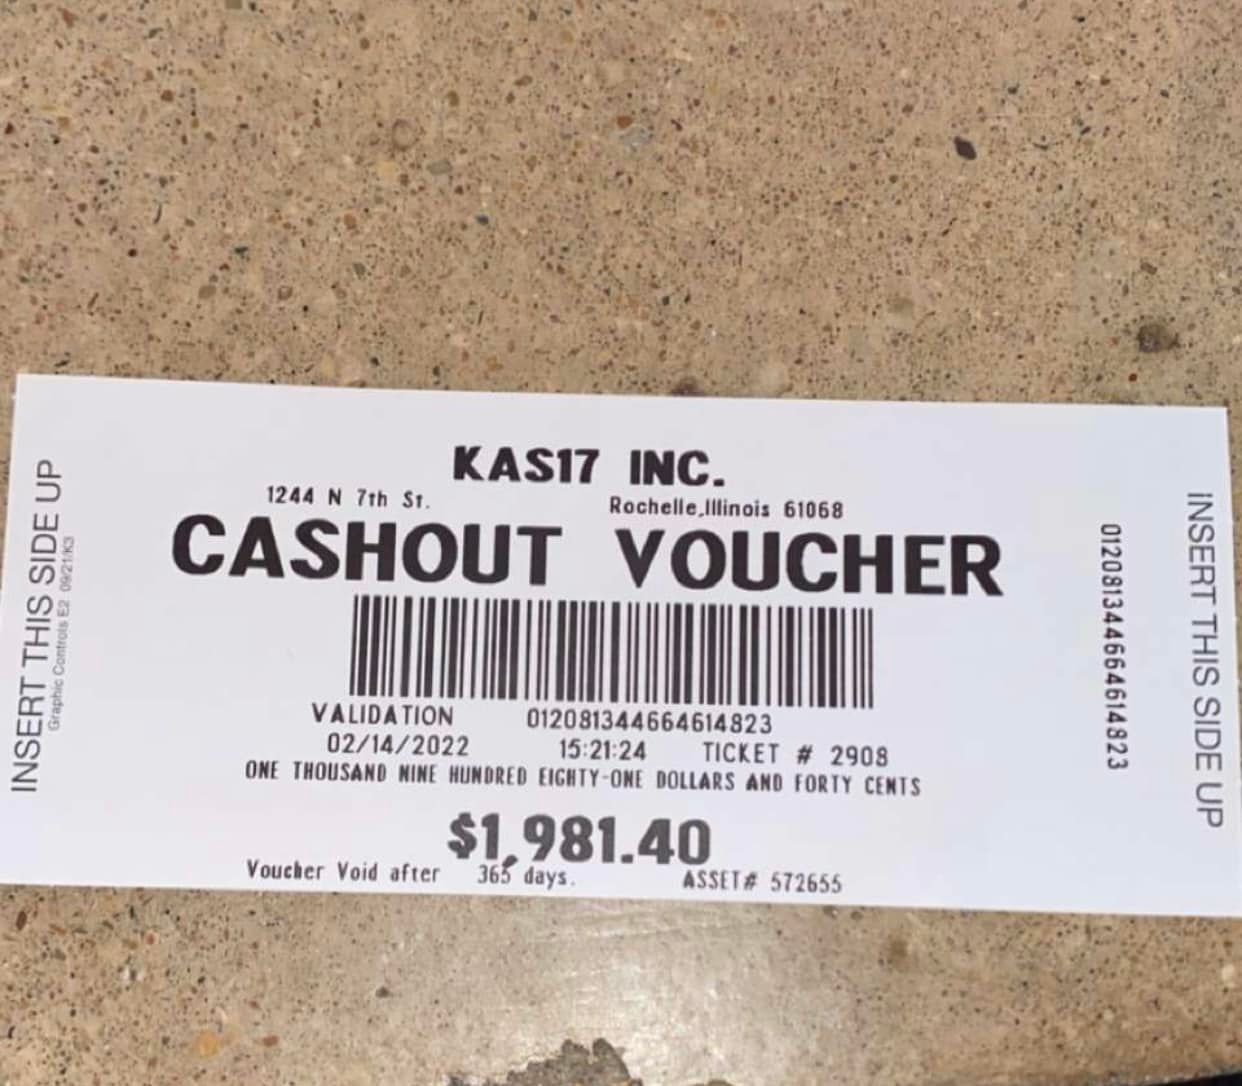 KAS17 INC.
1244 N 7th St. Rochelle,Illinois 61068
CASHOUT VOUCHER
VALIDATION 012081344664614823
02/14/2022 15:21:24 TICKET # 2908
ONE THOUSAND NINE HUNDRED EIGHTY-ONE DOLLARS AND FORTY CENTS
$1,981.40
Voucher Void after 365 days. ASSET# 572655
INSERT THIS SIDE UP
Graphic Controls E2 09/21/K3
012081344664614823
INSERT THIS SIDE UP